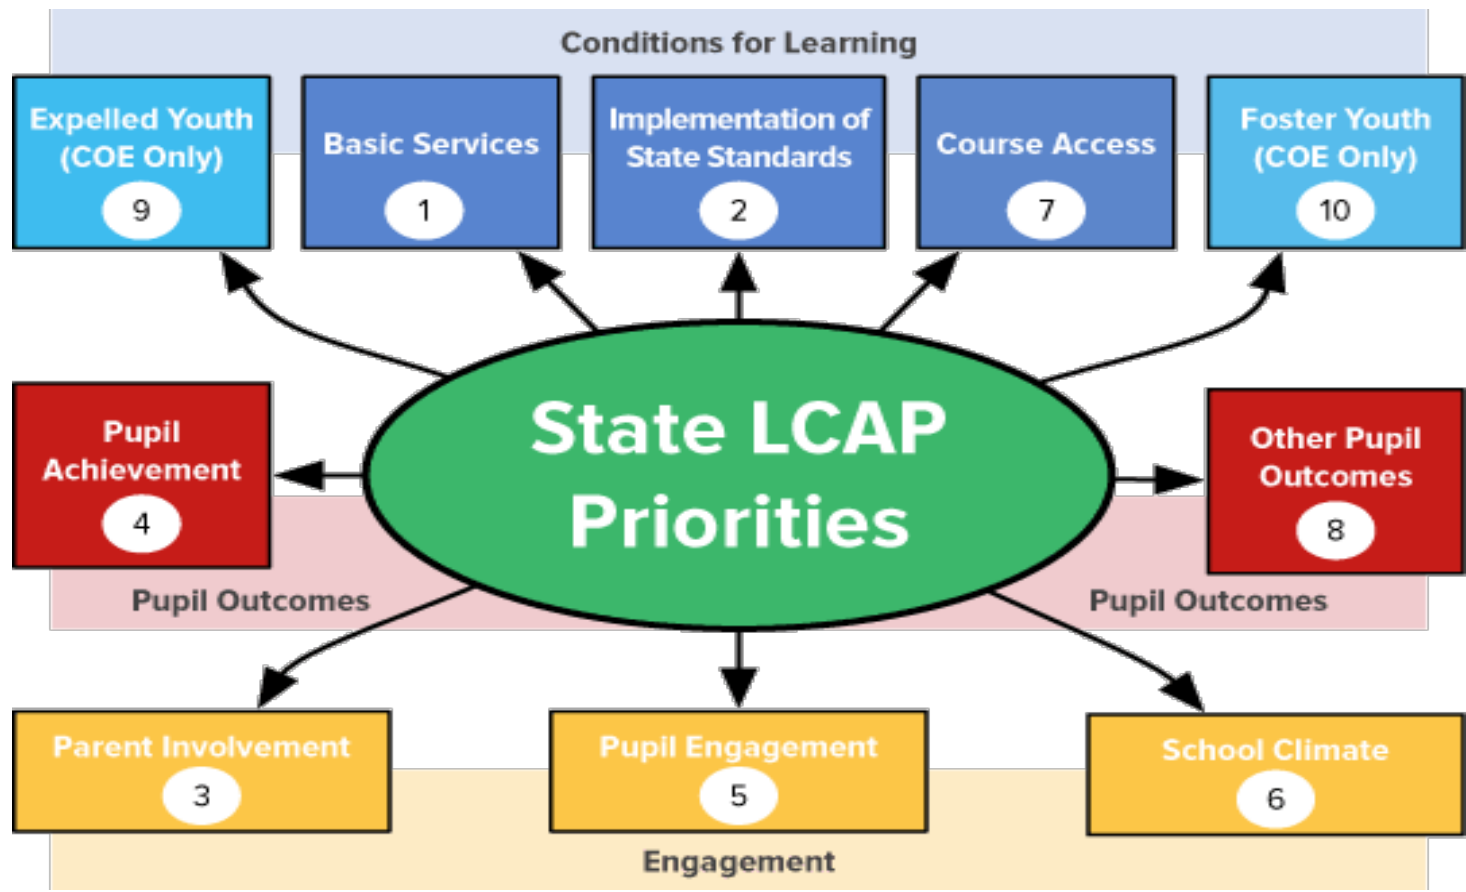 Conditions for Learning
Expelled Youth
(COE Only)
9
Basic Services
1
Implementation of
State Standards
2
Course Access
7
Foster Youth
(COE Only)
10
State LCAP
Priorities
Pupil
Achievement
4
Other Pupil
Outcomes
8
Pupil Outcomes
Pupil Outcomes
Parent Involvement
3
Pupil Engagement
5
School Climate
6
Engagement